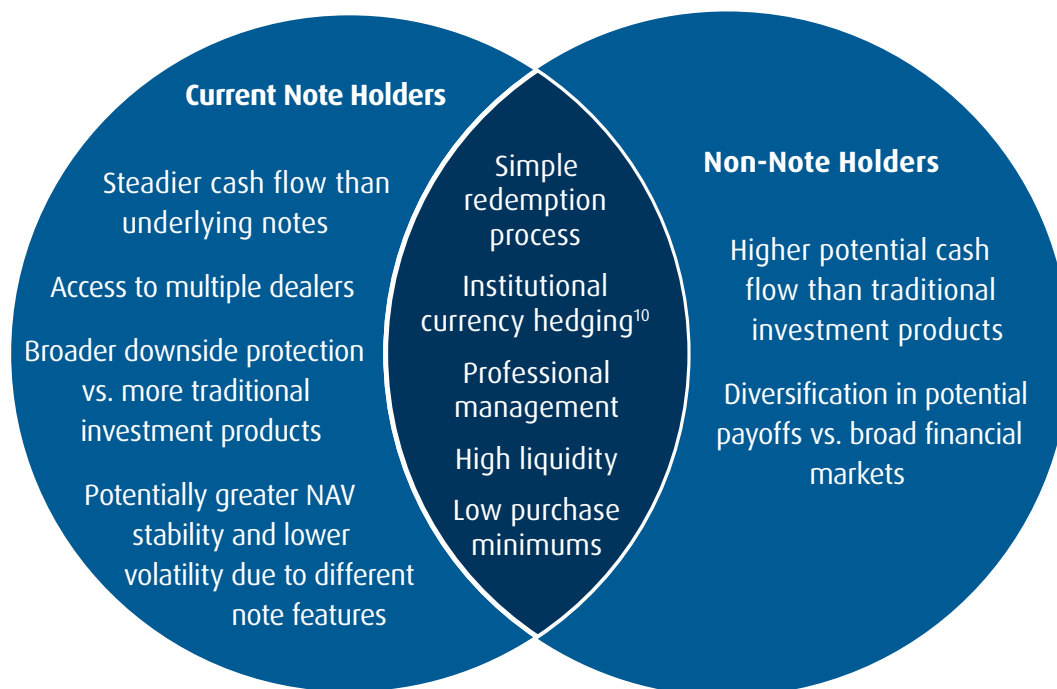 Current Note Holders
Steadier cash flow than
underlying notes
Access to multiple dealers
Broader downside protection
vs. more traditional
investment products
Potentially greater NAV
stability and lower
volatility due to different
note features
Simple
redemption
process
Institutional
currency hedging¹⁰
Professional
management
High liquidity
Low purchase
minimums
Non-Note Holders
Higher potential cash
flow than traditional
investment products
Diversification in potential
payoffs vs. broad financial
markets